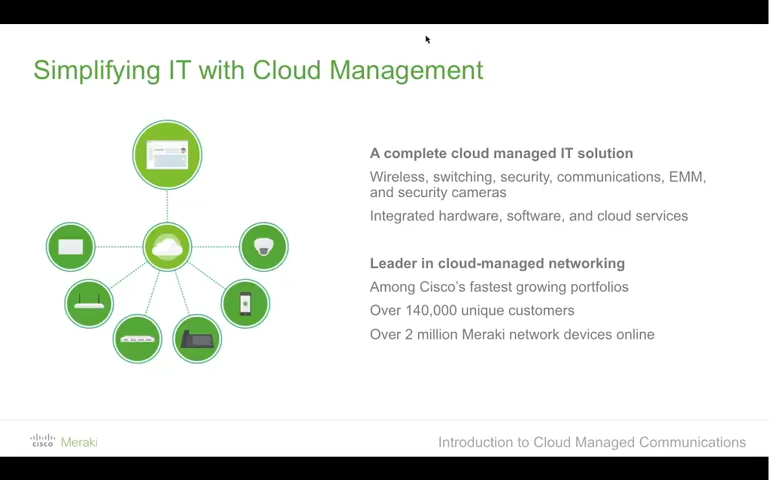 Simplifying IT with Cloud Management
A complete cloud managed IT solution
Wireless, switching, security, communications, EMM,
and security cameras
Integrated hardware, software, and cloud services
Leader in cloud-managed networking
Among Cisco's fastest growing portfolios
Over 140,000 unique customers
Over 2 million Meraki network devices online
cisco Meraki
Introduction to Cloud Managed Communications